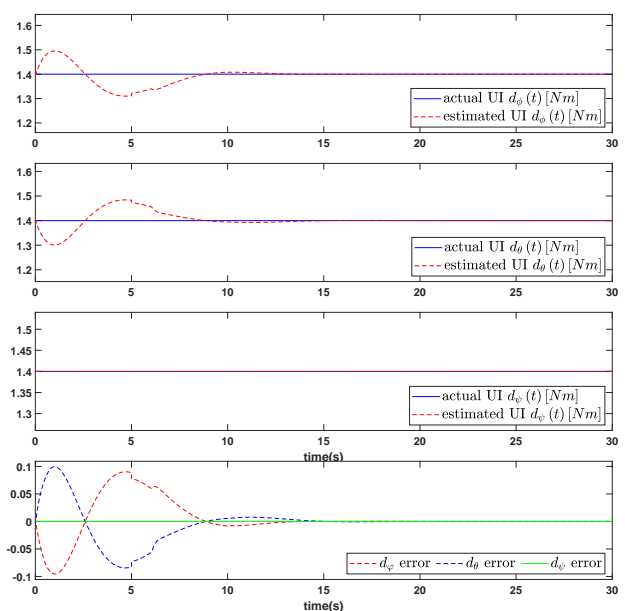 1.6
1.5
1.4
1.3
1.2
actual UI d_ϕ (t) [Nm]
estimated UI d_ϕ (t) [Nm]
0 5 10 15 20 25 30
1.6
1.5
1.4
1.3
1.2
actual UI d_θ (t) [Nm]
estimated UI d_θ (t) [Nm]
0 5 10 15 20 25 30
1.5
1.45
1.4
1.35
1.3
actual UI d_ψ (t) [Nm]
estimated UI d_ψ (t) [Nm]
0 5 10 15 20 25 30
time(s)
0.1
0.05
0
-0.05
-0.1
d_φ error d_θ error d_ψ error
0 5 10 15 20 25 30
time(s)